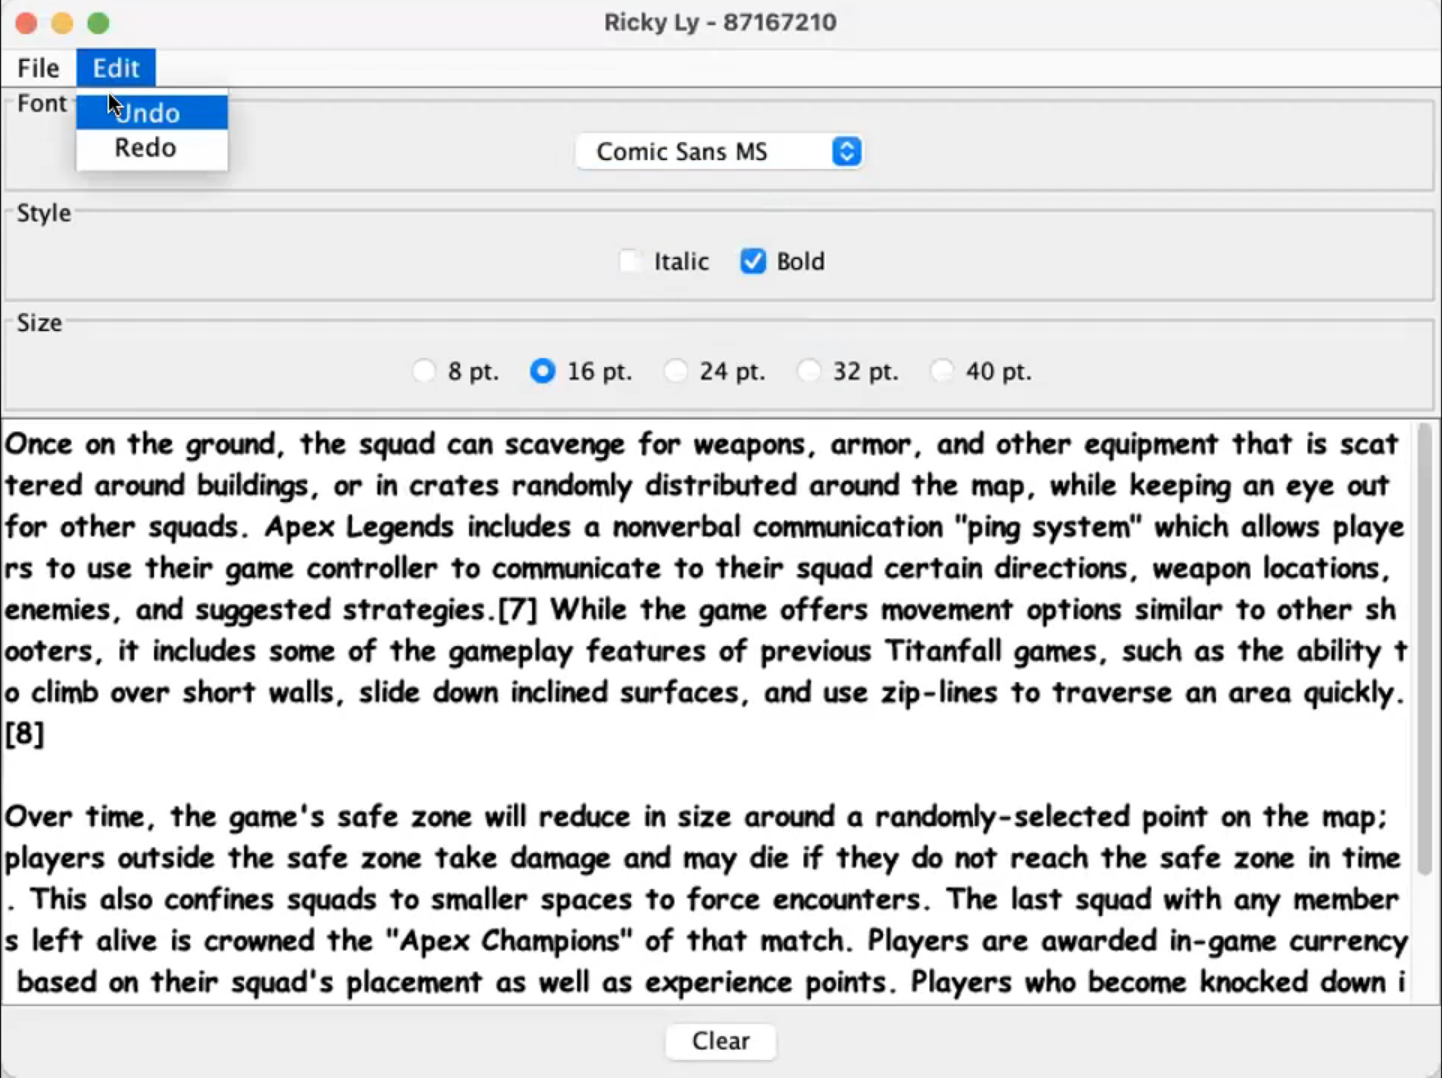 Ricky Ly - 87167210
File Edit
Undo
Redo
Font
Comic Sans MS
Style
Italic Bold
Size
8 pt. 16 pt. 24 pt. 32 pt. 40 pt.
Once on the ground, the squad can scavenge for weapons, armor, and other equipment that is scat
tered around buildings, or in crates randomly distributed around the map, while keeping an eye out
for other squads. Apex Legends includes a nonverbal communication "ping system" which allows playe
rs to use their game controller to communicate to their squad certain directions, weapon locations,
enemies, and suggested strategies.[7] While the game offers movement options similar to other sh
ooters, it includes some of the gameplay features of previous Titanfall games, such as the ability t
o climb over short walls, slide down inclined surfaces, and use zip-lines to traverse an area quickly.
[8]
Over time, the game's safe zone will reduce in size around a randomly-selected point on the map;
players outside the safe zone take damage and may die if they do not reach the safe zone in time
. This also confines squads to smaller spaces to force encounters. The last squad with any member
s left alive is crowned the "Apex Champions" of that match. Players are awarded in-game currency
based on their squad's placement as well as experience points. Players who become knocked down i
Clear